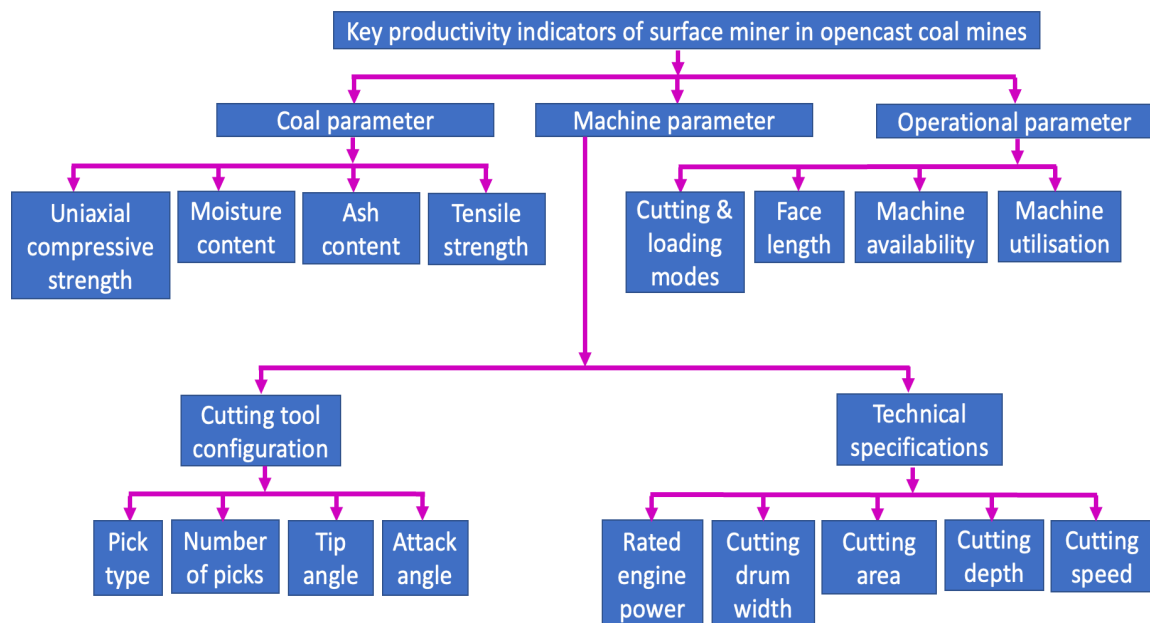 Key productivity indicators of surface miner in opencast coal mines
Coal parameter
Machine parameter
Operational parameter
Uniaxial
compressive
strength
Moisture
content
Ash
content
Tensile
strength
Cutting &
loading
modes
Face
length
Machine
availability
Machine
utilisation
Cutting tool
configuration
Technical
specifications
Pick
type
Number
of picks
Tip
angle
Attack
angle
Rated
engine
power
Cutting
drum
width
Cutting
area
Cutting
depth
Cutting
speed